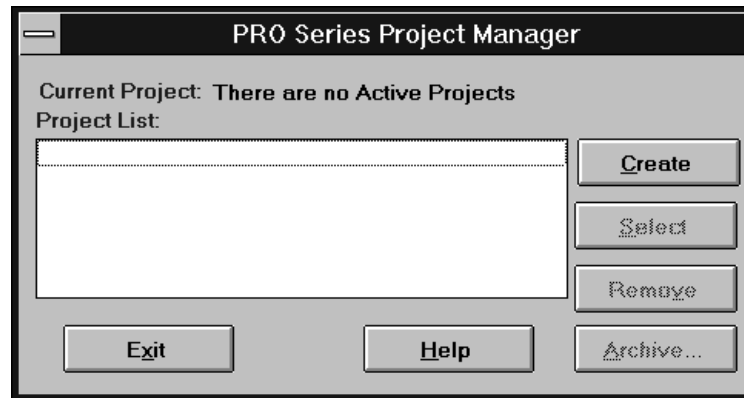 PRO Series Project Manager
Current Project: There are no Active Projects
Project List:
Create
Select
Remove
Exit
Help
Archive...